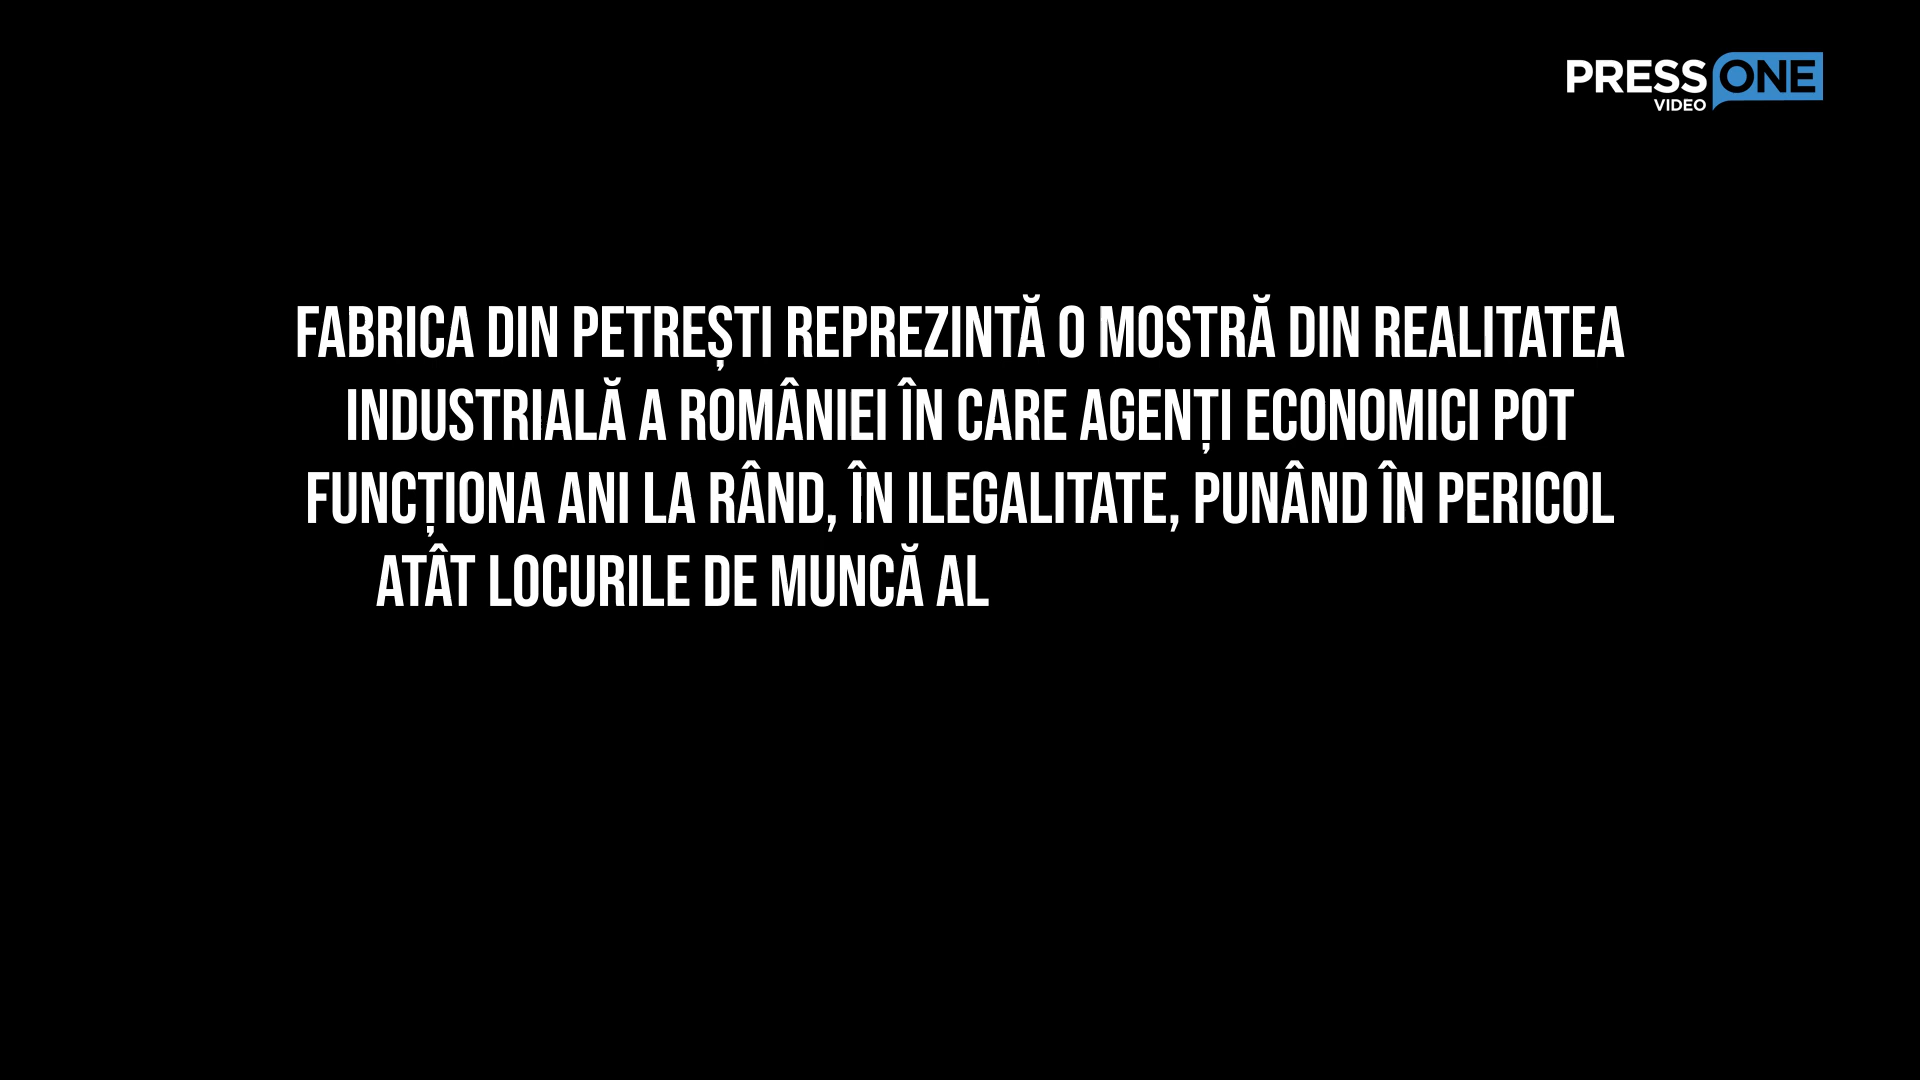 PRESS ONE
VIDEO
FABRICA DIN PETREȘTI REPREZINTĂ O MOSTRĂ DIN REALITATEA
INDUSTRIALĂ A ROMÂNIEI ÎN CARE AGENȚI ECONOMICI POT
FUNCȚIONA ANI LA RÂND, ÎN ILEGALITATE, PUNÂND ÎN PERICOL
ATÂT LOCURILE DE MUNCĂ AL